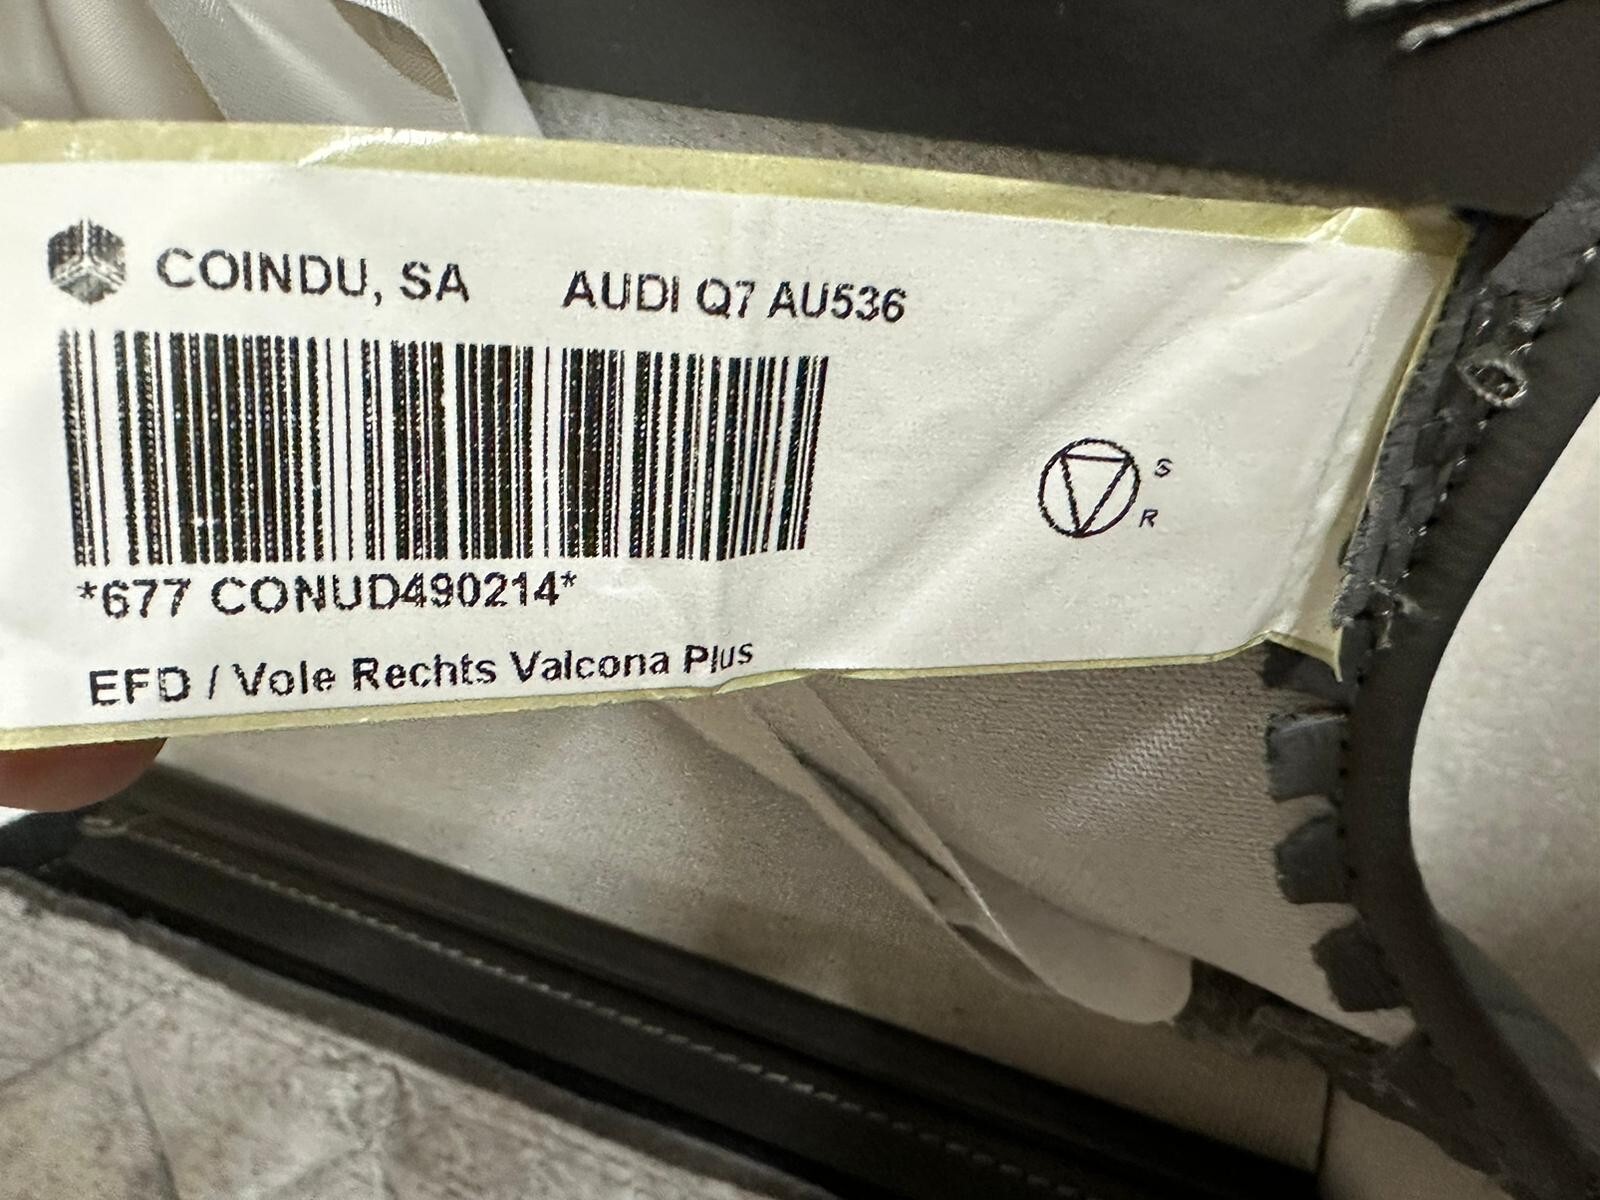 COINDU, SA AUDI Q7 AU536
S
R
*677 CONUD490214*
EFD / Vole Rechts Valcona Plus